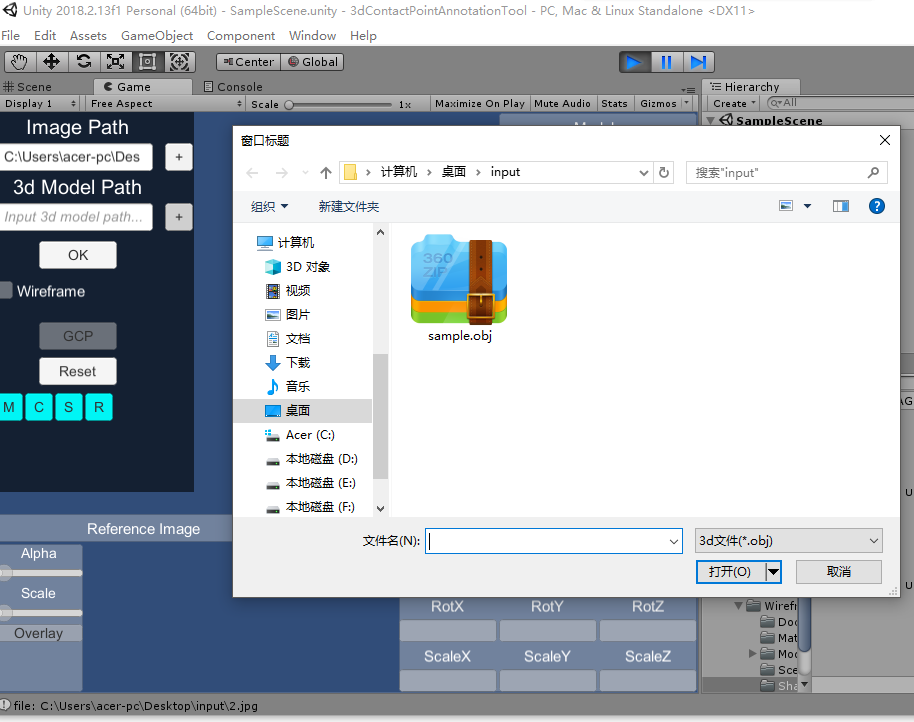 Unity 2018.2.13f1 Personal (64bit) - SampleScene.unity - 3dContactPointAnnotationTool - PC, Mac & Linux Standalone <DX11>
File Edit Assets GameObject Component Window Help
Center Global
Scene Game Console Hierarchy
Display 1 Free Aspect Scale 1x Maximize On Play Mute Audio Stats Gizmos Create All
SampleScene
Image Path
C:\Users\acer-pc\Des +
3d Model Path
Input 3d model path... +
OK
Wireframe
GCP
Reset
M C S R
Reference Image
Alpha
Scale
Overlay
窗口标题
计算机 桌面 input 搜索"input"
组织 新建文件夹
计算机
3D 对象
视频
图片
文档
下载
音乐
桌面
Acer (C:)
本地磁盘 (D:)
本地磁盘 (E:)
本地磁盘 (F:)
360
ZIP
sample.obj
文件名(N): 3d文件(*.obj)
打开(O) 取消
RotX RotY RotZ
ScaleX ScaleY ScaleZ
Wirefr
Doc
Mat
Moc
Sce
Sha
file: C:\Users\acer-pc\Desktop\input\2.jpg